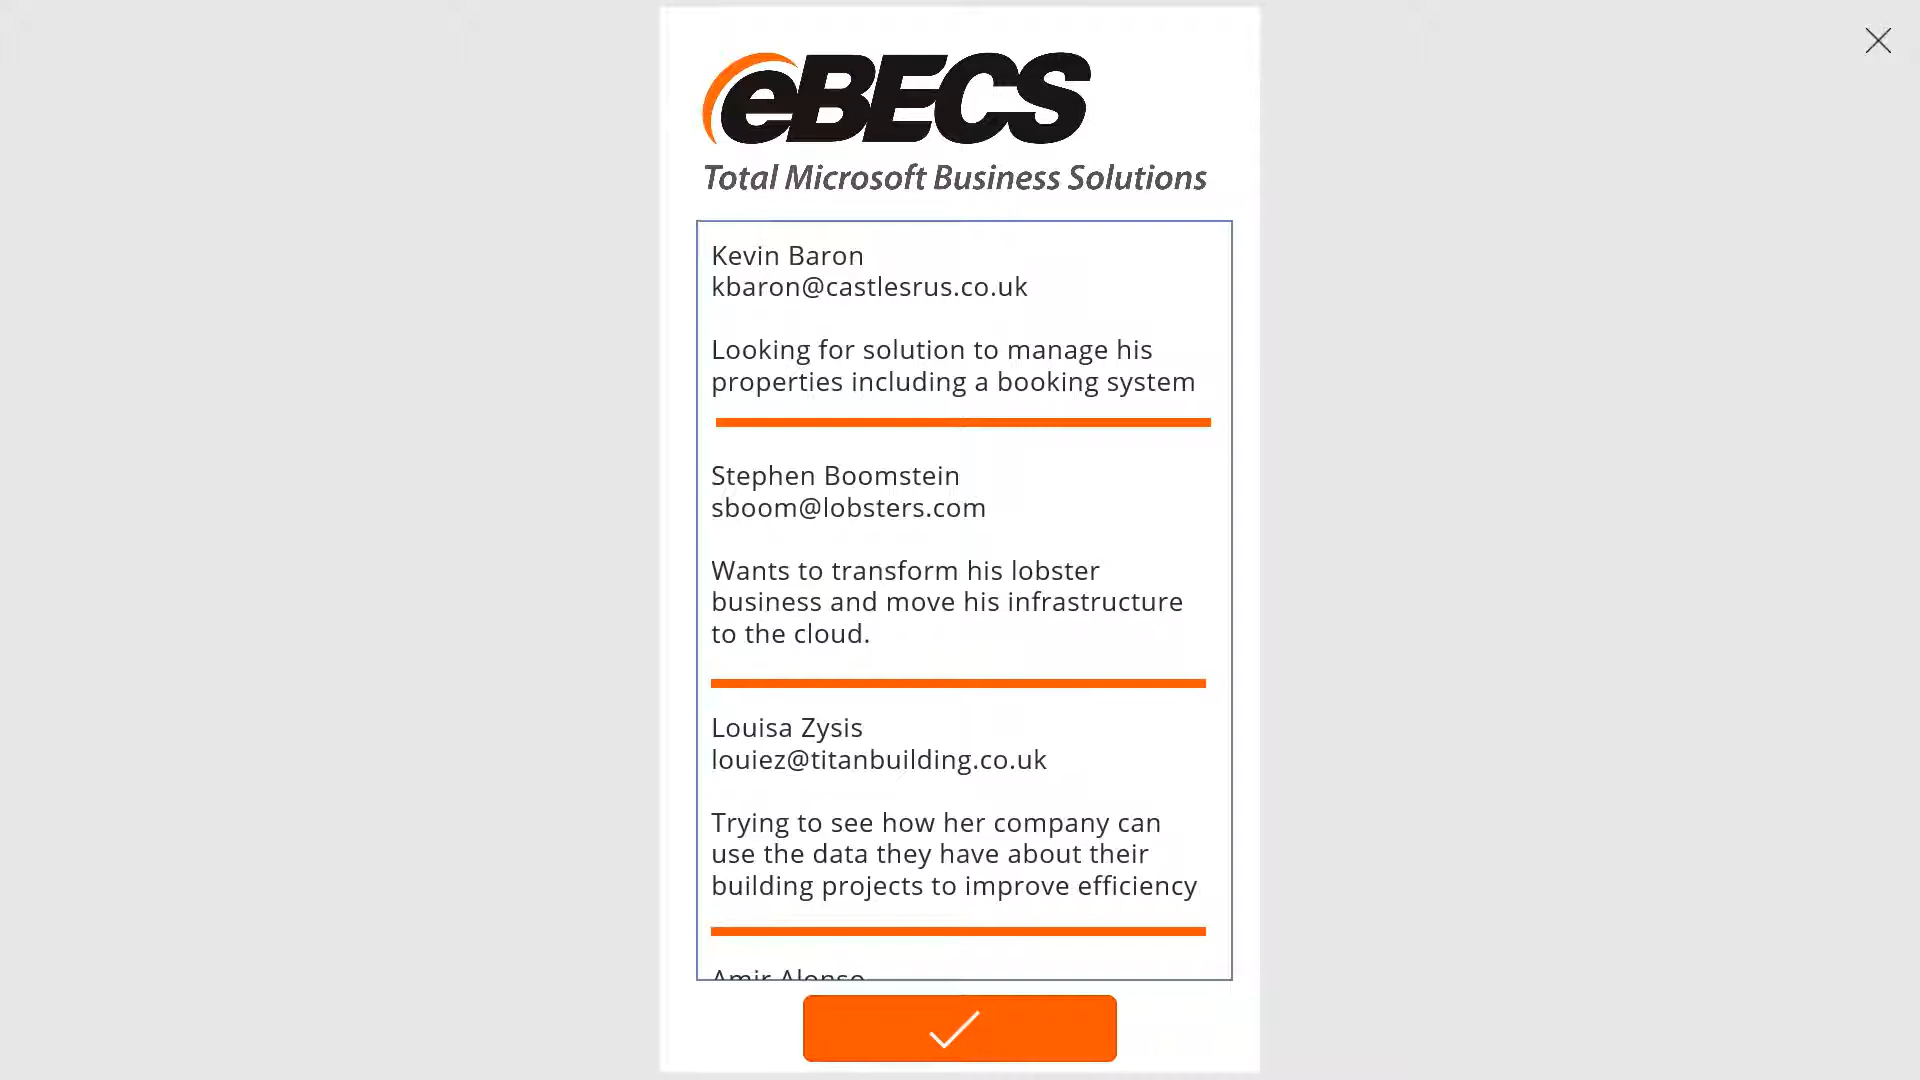 eBECS
Total Microsoft Business Solutions
Kevin Baron
kbaron@castlesrus.co.uk
Looking for solution to manage his
properties including a booking system
Stephen Boomstein
sboom@lobsters.com
Wants to transform his lobster
business and move his infrastructure
to the cloud.
Louisa Zysis
louiez@titanbuilding.co.uk
Trying to see how her company can
use the data they have about their
building projects to improve efficiency
Amir Alonso